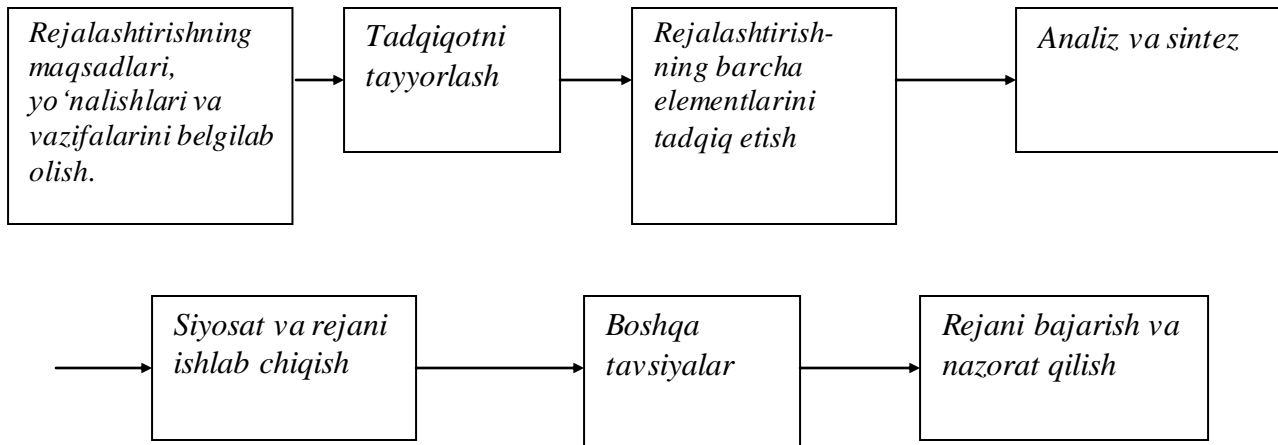 Rejalashtirishning
maqsadlari,
yo‘nalishlari va
vazifalarini belgilab
olish.
Tadqiqotni
tayyorlash
Rejalashtirish-
ning barcha
elementlarini
tadqiq etish
Analiz va sintez
Siyosat va rejani
ishlab chiqish
Boshqa
tavsiyalar
Rejani bajarish va
nazorat qilish